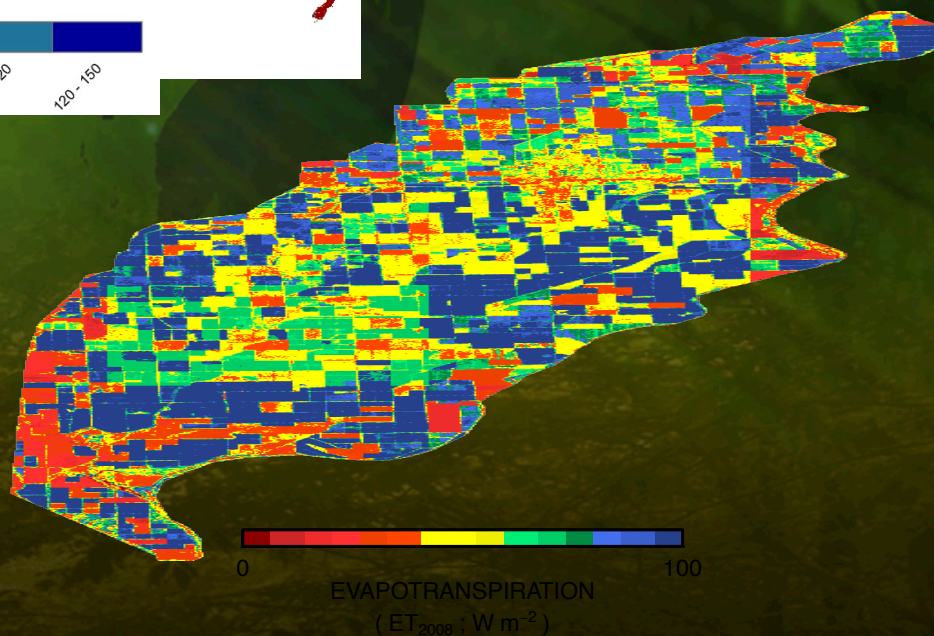 20
120 - 150
0 100
EVAPOTRANSPIRATION
( ET₂₀₀₈ ; W m⁻² )